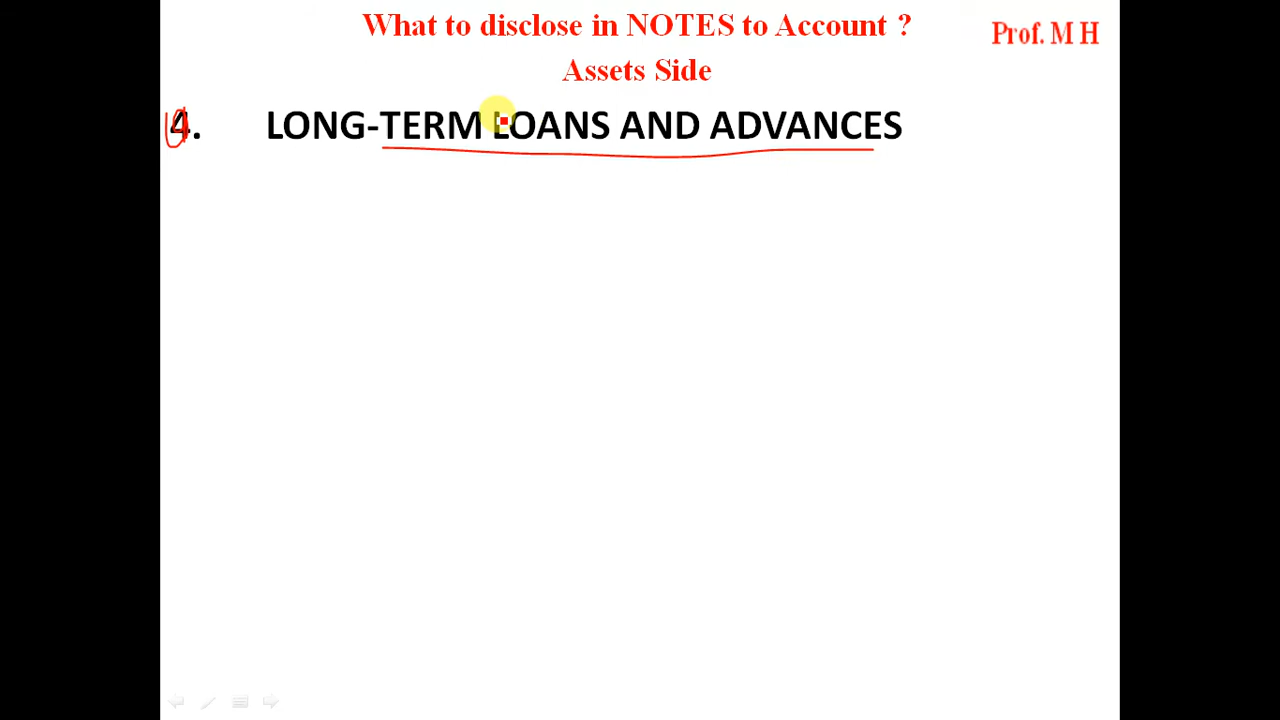 What to disclose in NOTES to Account ?
Prof. M H
Assets Side
4. LONG-TERM LOANS AND ADVANCES